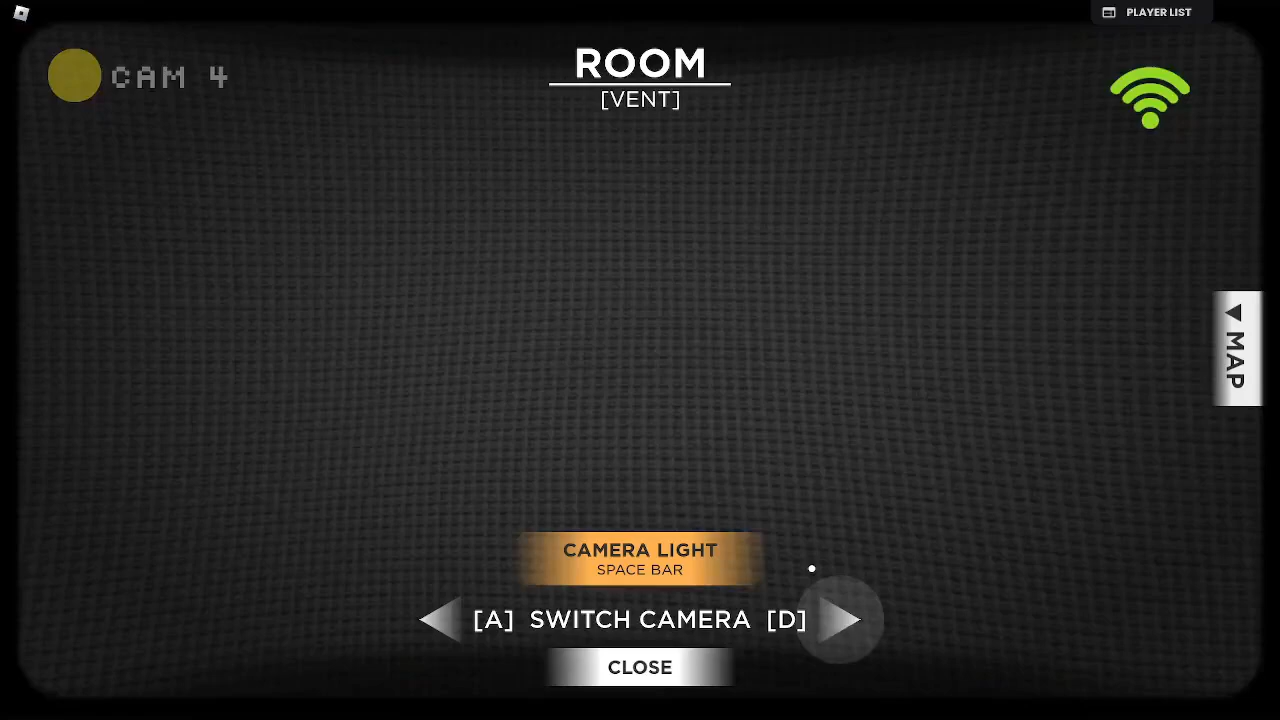 PLAYER LIST
CAM 4
ROOM
[VENT]
MAP
CAMERA LIGHT
SPACE BAR
[A] SWITCH CAMERA [D]
CLOSE